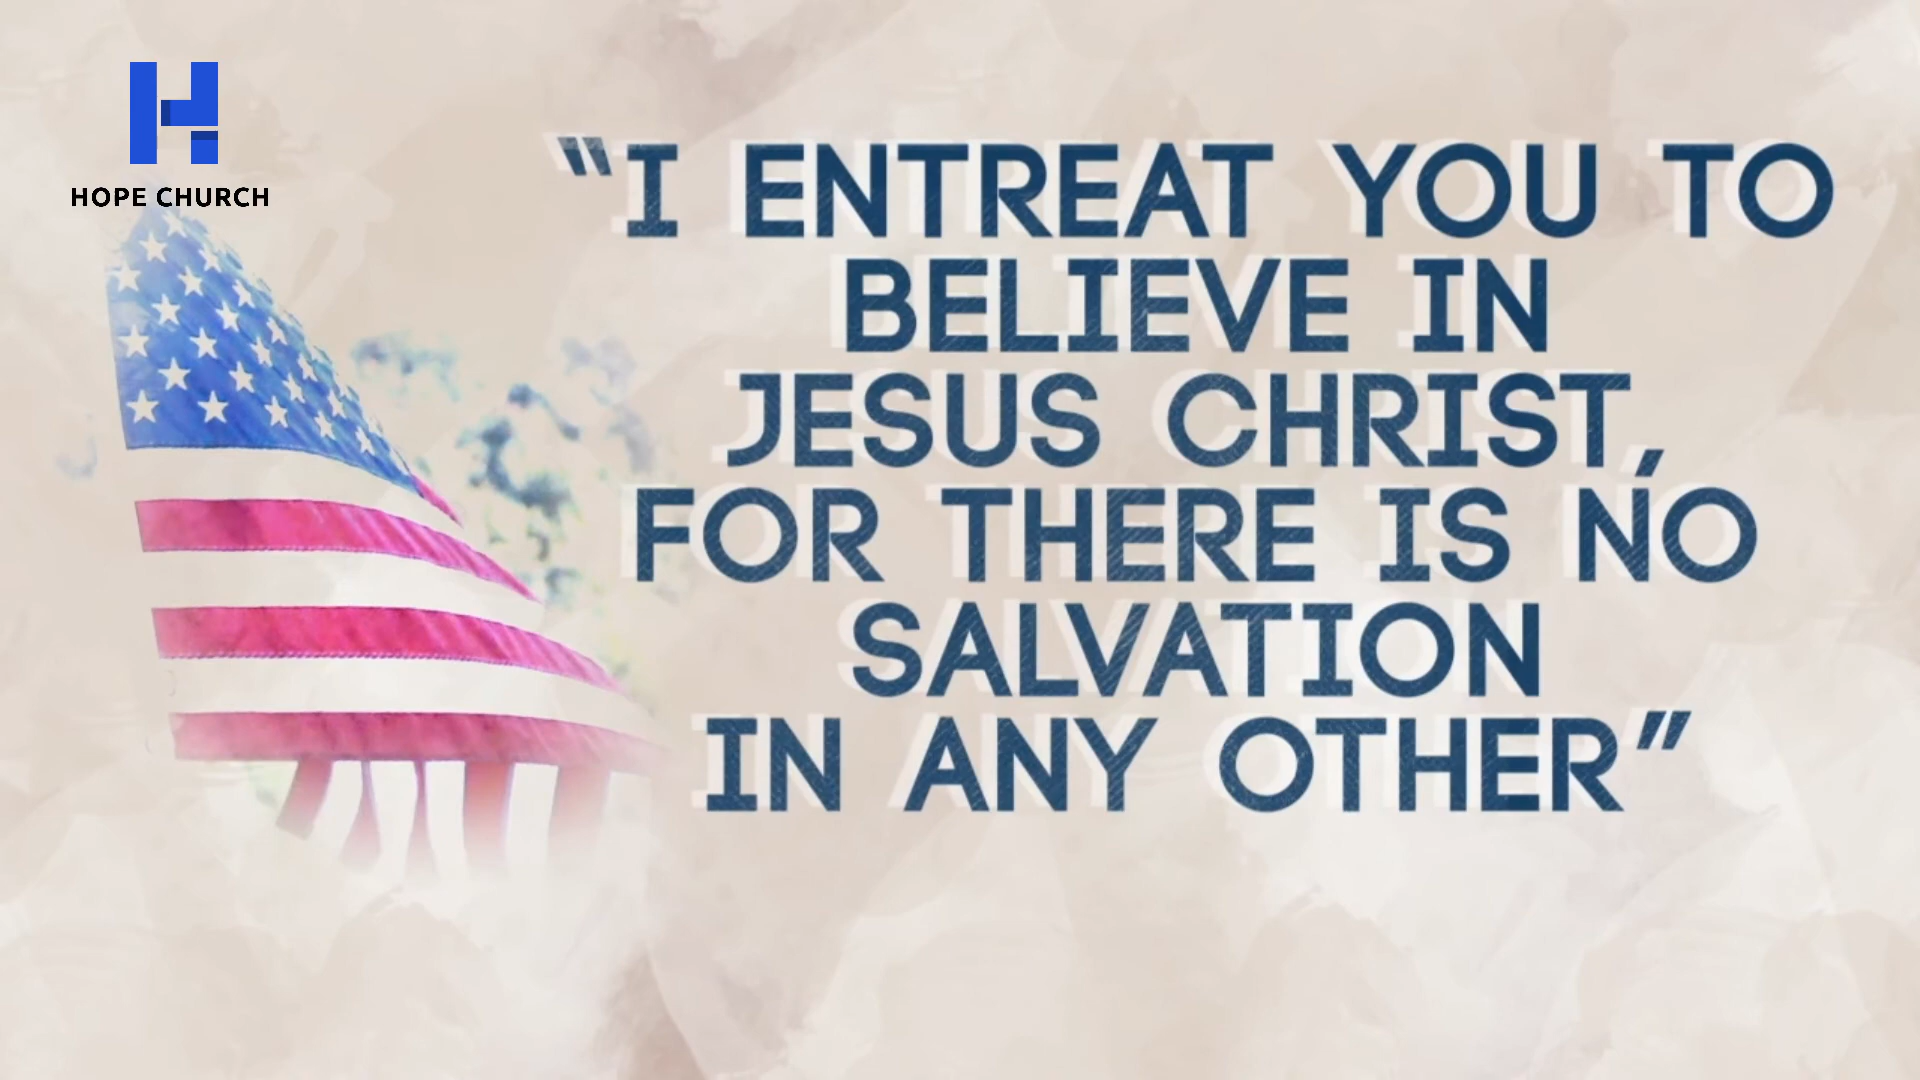 HOPE CHURCH
“I ENTREAT YOU TO
BELIEVE IN
JESUS CHRIST,
FOR THERE IS NO
SALVATION
IN ANY OTHER”